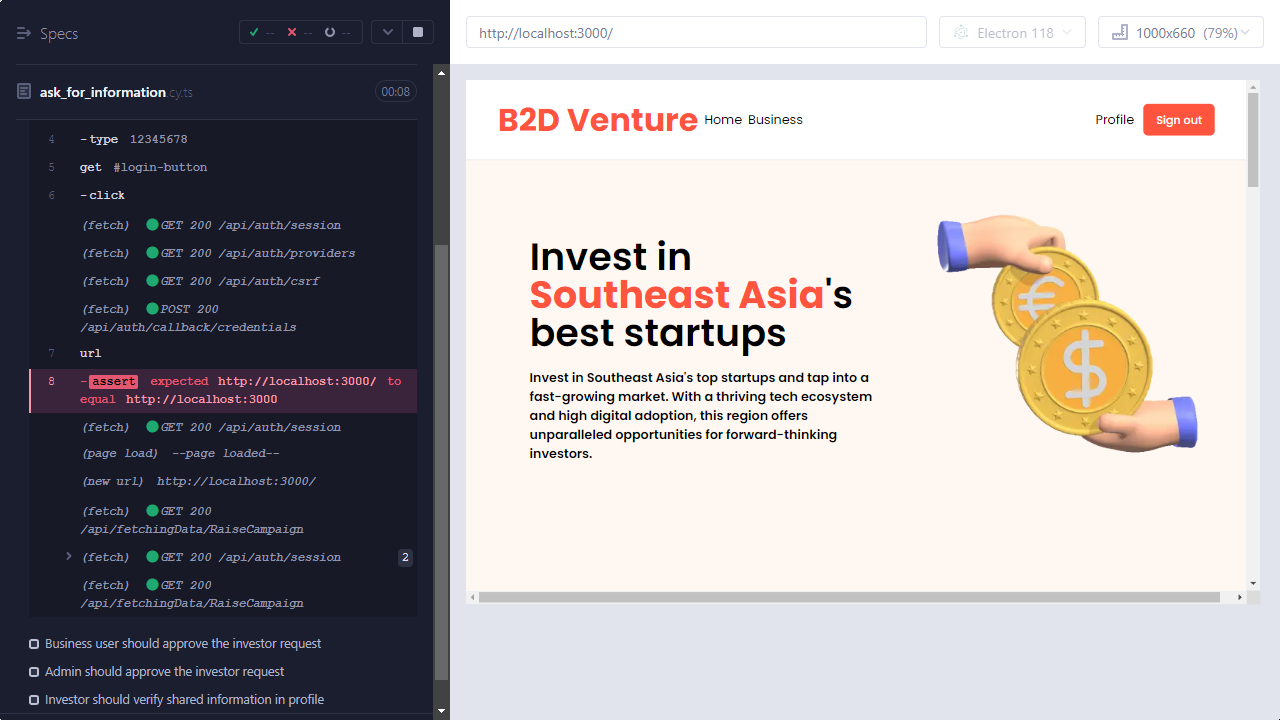 Specs
-- -- --
ask_for_information.cy.ts 00:08
4 -type 12345678
5 get #login-button
6 -click
(fetch) GET 200 /api/auth/session
(fetch) GET 200 /api/auth/providers
(fetch) GET 200 /api/auth/csrf
(fetch) POST 200
/api/auth/callback/credentials
7 url
8 -assert expected http://localhost:3000/ to
equal http://localhost:3000
(fetch) GET 200 /api/auth/session
(page load) --page loaded--
(new url) http://localhost:3000/
(fetch) GET 200
/api/fetchingData/RaiseCampaign
(fetch) GET 200 /api/auth/session 2
(fetch) GET 200
/api/fetchingData/RaiseCampaign
Business user should approve the investor request
Admin should approve the investor request
Investor should verify shared information in profile
http://localhost:3000/
Electron 118
1000x660 (79%)
B2D Venture Home Business Profile Sign out
Invest in
Southeast Asia's
best startups
Invest in Southeast Asia's top startups and tap into a
fast-growing market. With a thriving tech ecosystem
and high digital adoption, this region offers
unparalleled opportunities for forward-thinking
investors.